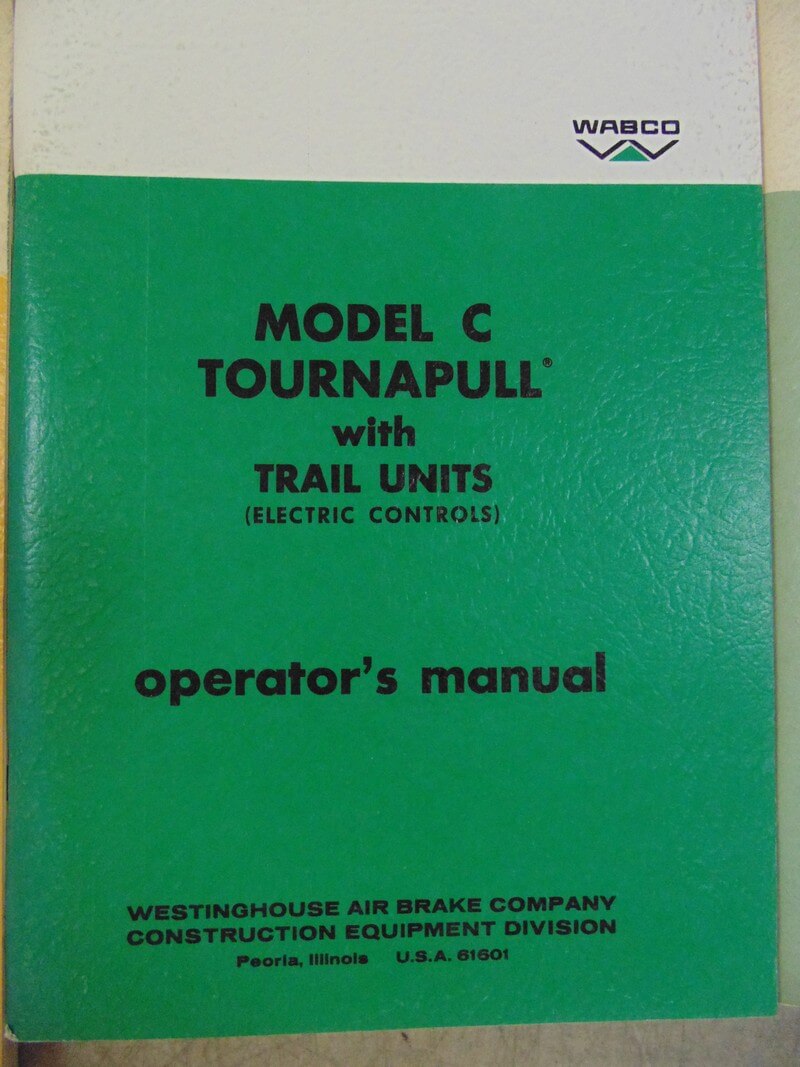 WABCO
MODEL C
TOURNAPULL®
with
TRAIL UNITS
(ELECTRIC CONTROLS)
operator's manual
WESTINGHOUSE AIR BRAKE COMPANY
CONSTRUCTION EQUIPMENT DIVISION
Peoria, Illinois U.S.A. 61601